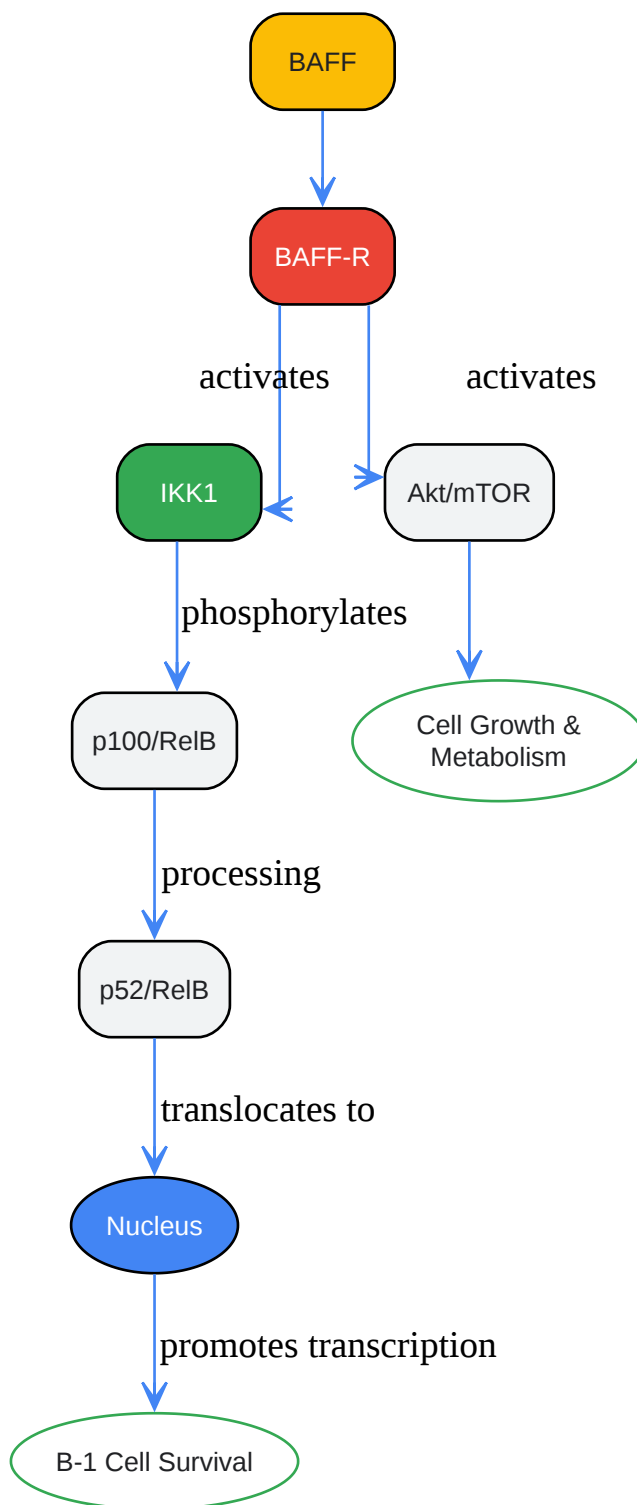 BAFF
BAFF-R
activates
activates
IKK1
Akt/mTOR
phosphorylates
p100/RelB
Cell Growth &
Metabolism
processing
p52/RelB
translocates to
Nucleus
promotes transcription
B-1 Cell Survival